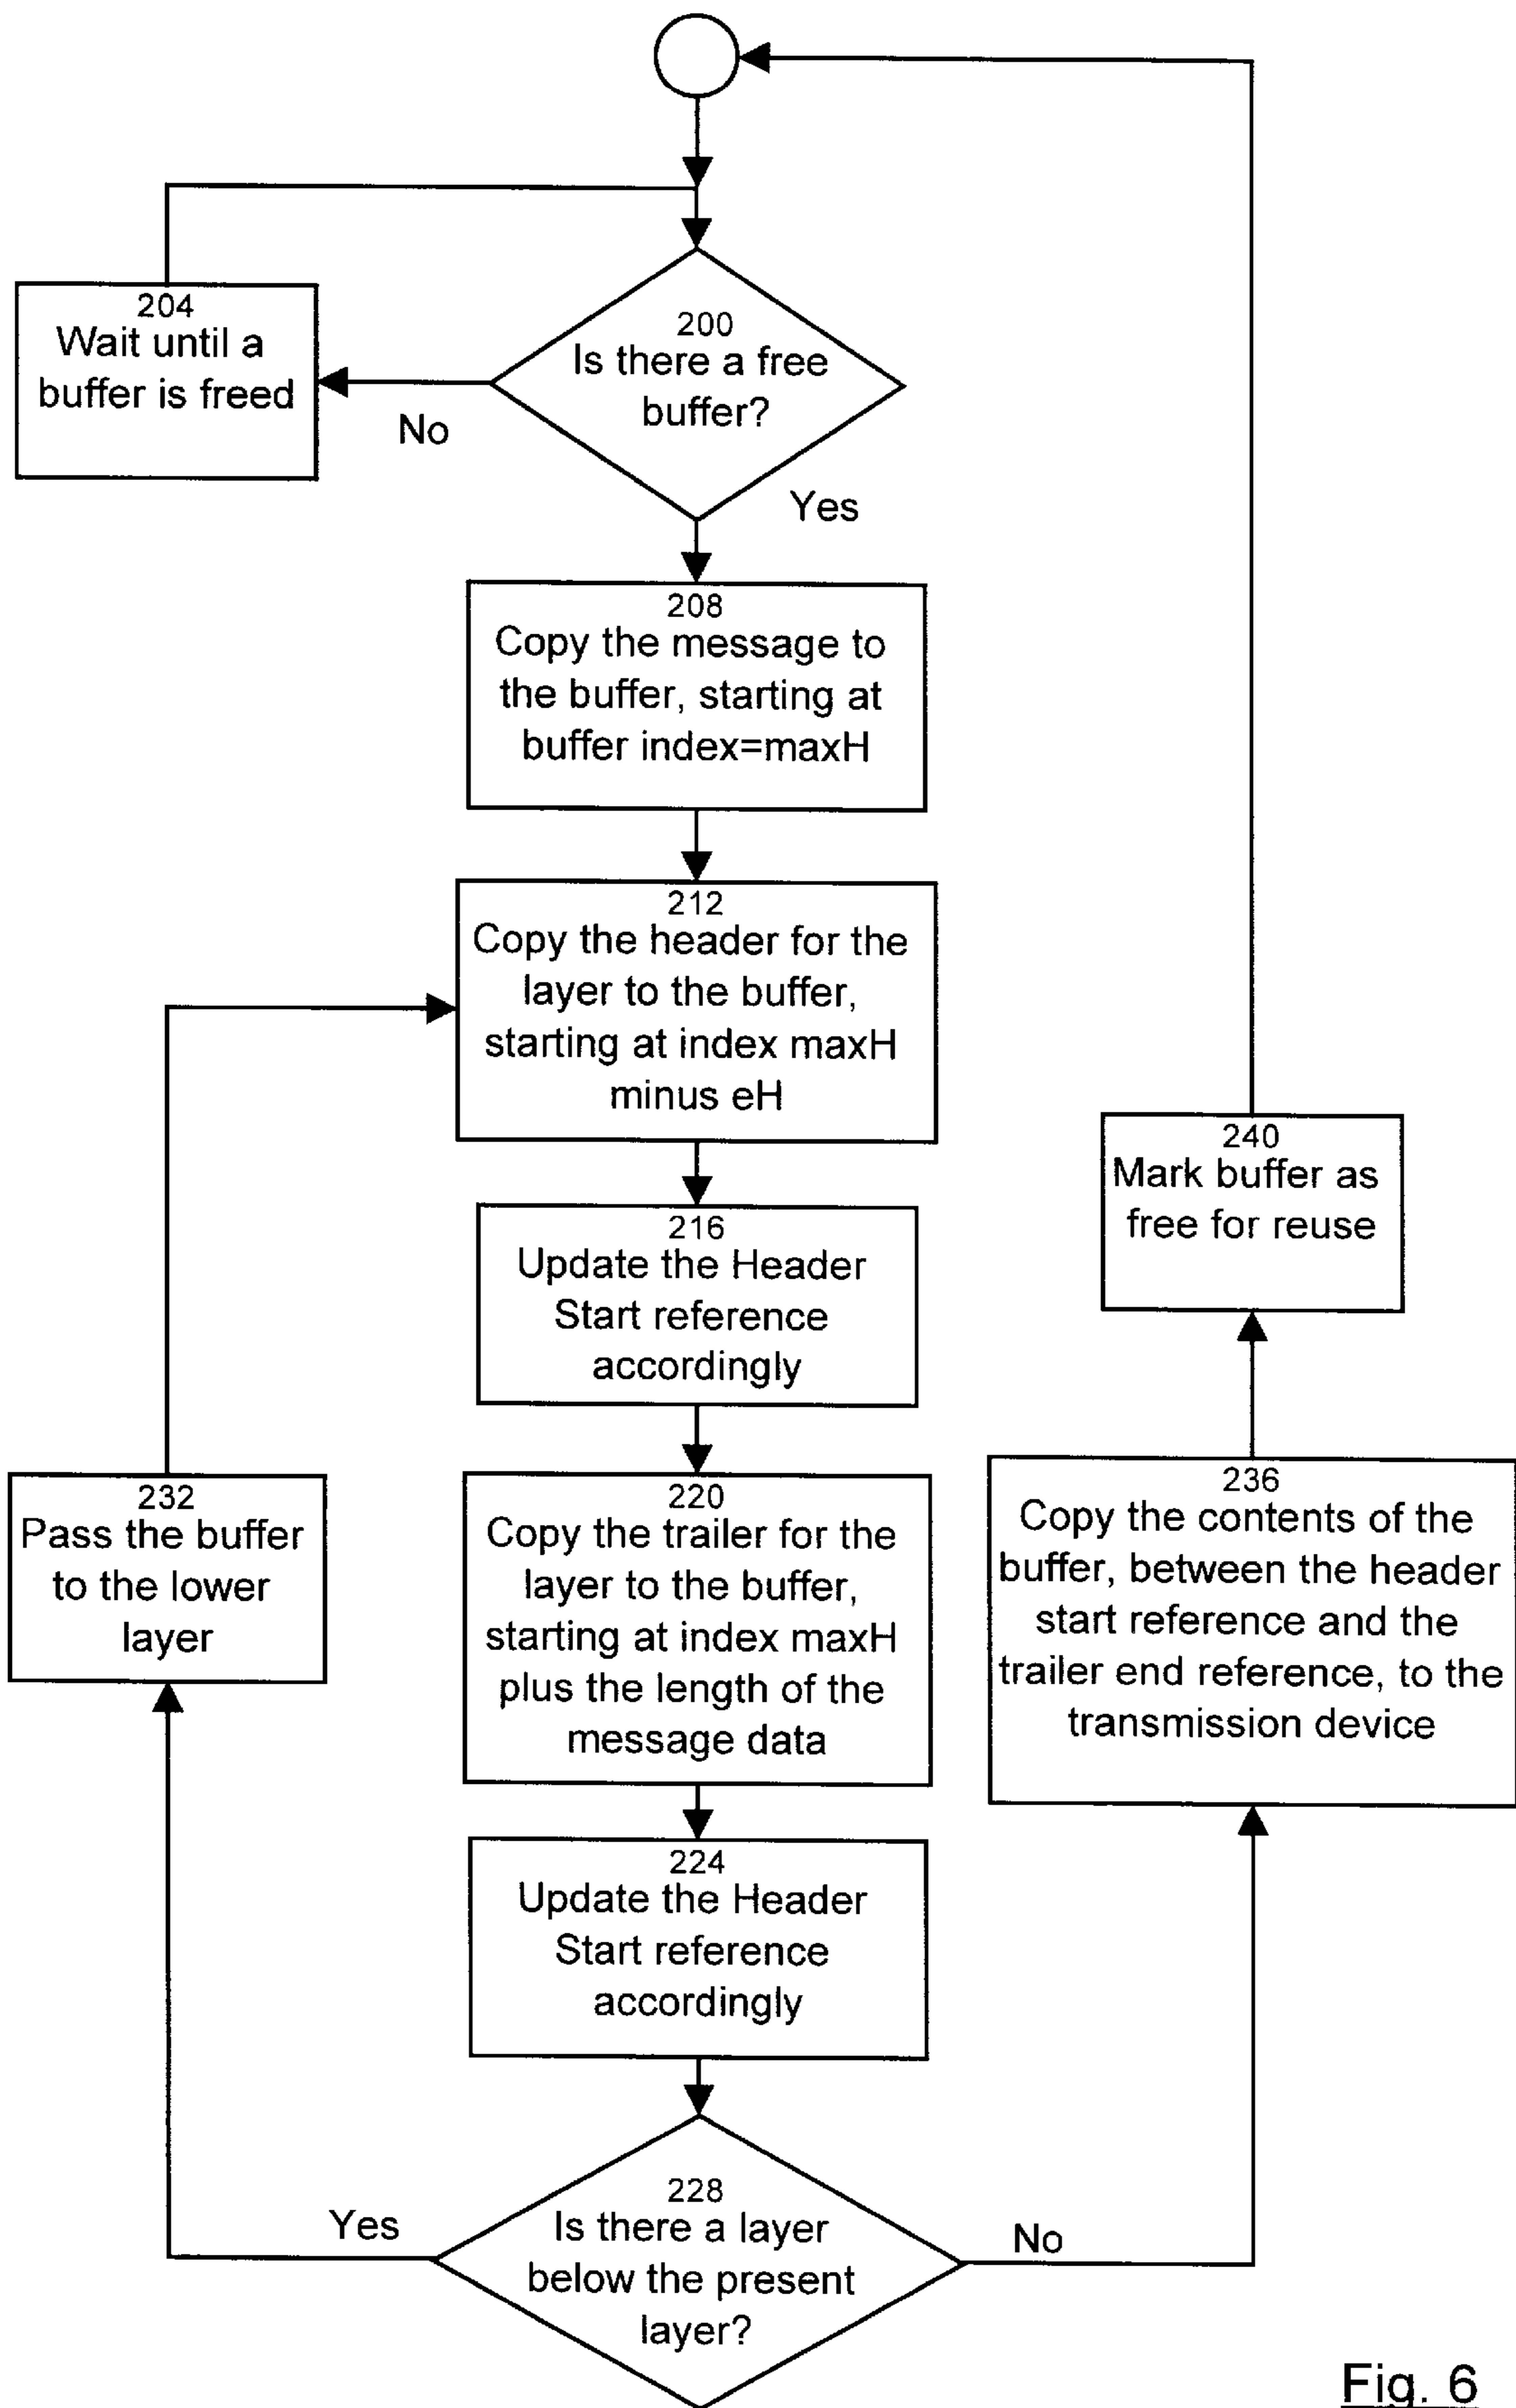 204
Wait until a
buffer is freed
200
Is there a free
buffer?
No
Yes
208
Copy the message to
the buffer, starting at
buffer index=maxH
212
Copy the header for the
layer to the buffer,
starting at index maxH
minus eH
216
Update the Header
Start reference
accordingly
220
Copy the trailer for the
layer to the buffer,
starting at index maxH
plus the length of the
message data
224
Update the Header
Start reference
accordingly
228
Is there a layer
below the present
layer?
Yes
No
232
Pass the buffer
to the lower
layer
236
Copy the contents of the
buffer, between the header
start reference and the
trailer end reference, to the
transmission device
240
Mark buffer as
free for reuse
Fig. 6